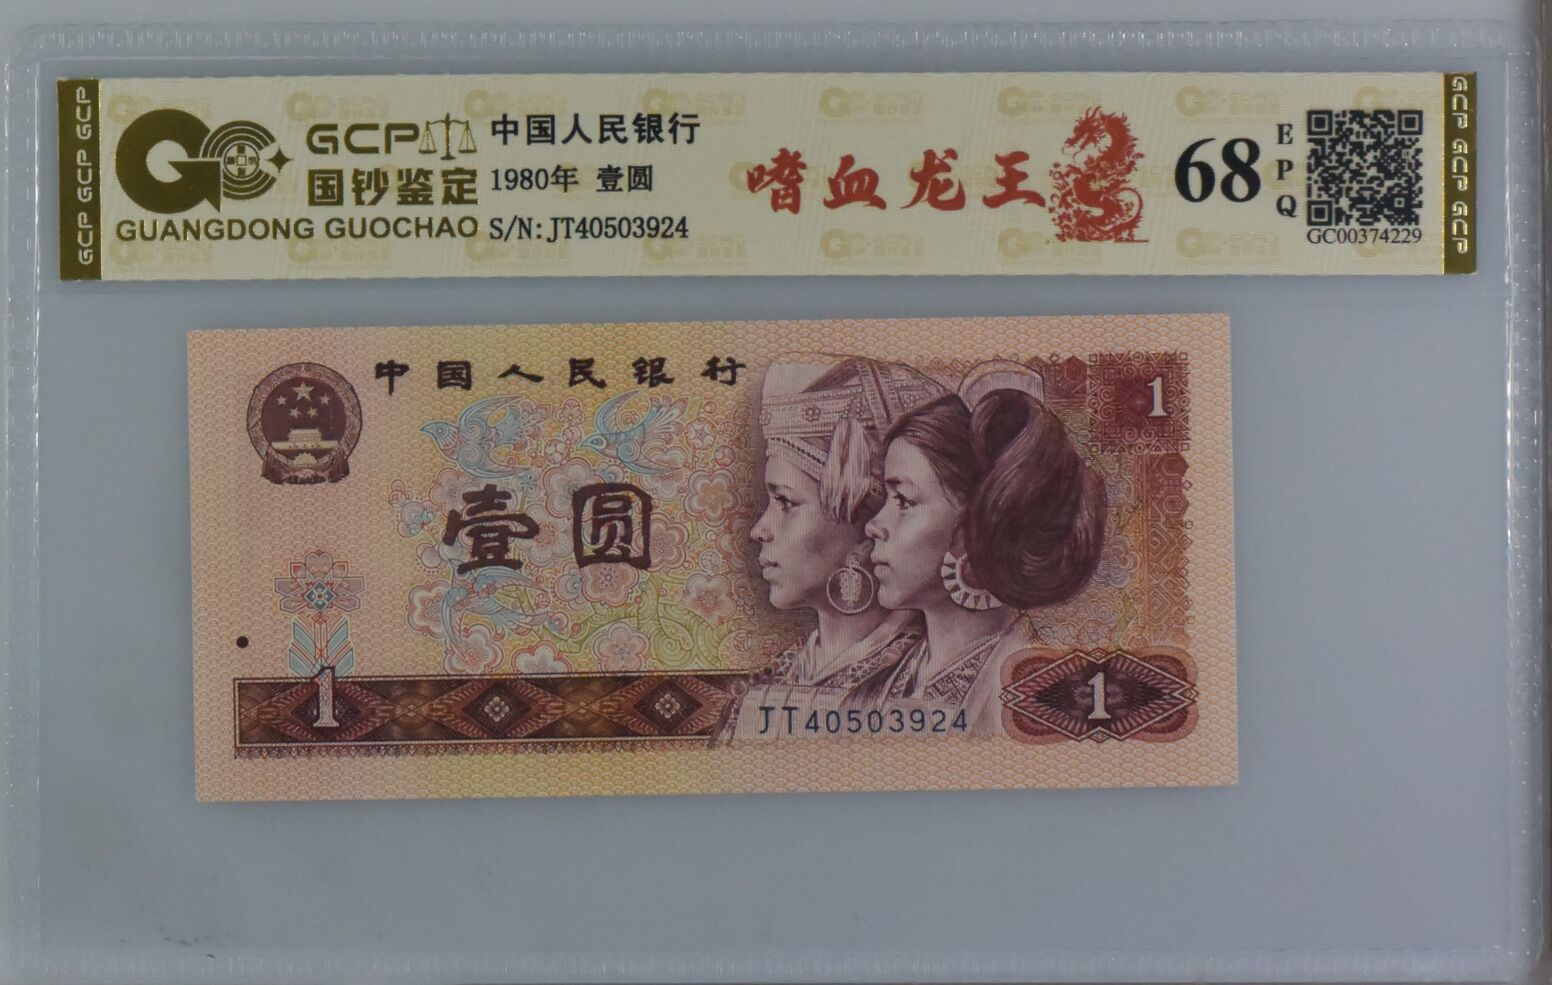 GCP GCP GCP
GCP
国钞鉴定
GUANGDONG GUOCHAO
中国人民银行
1980年 壹圆
S/N: JT40503924
嗜血龙王
68
EPQ
GC00374229
GCP GCP GCP
中国人民银行
1
壹圆
1
1
JT40503924